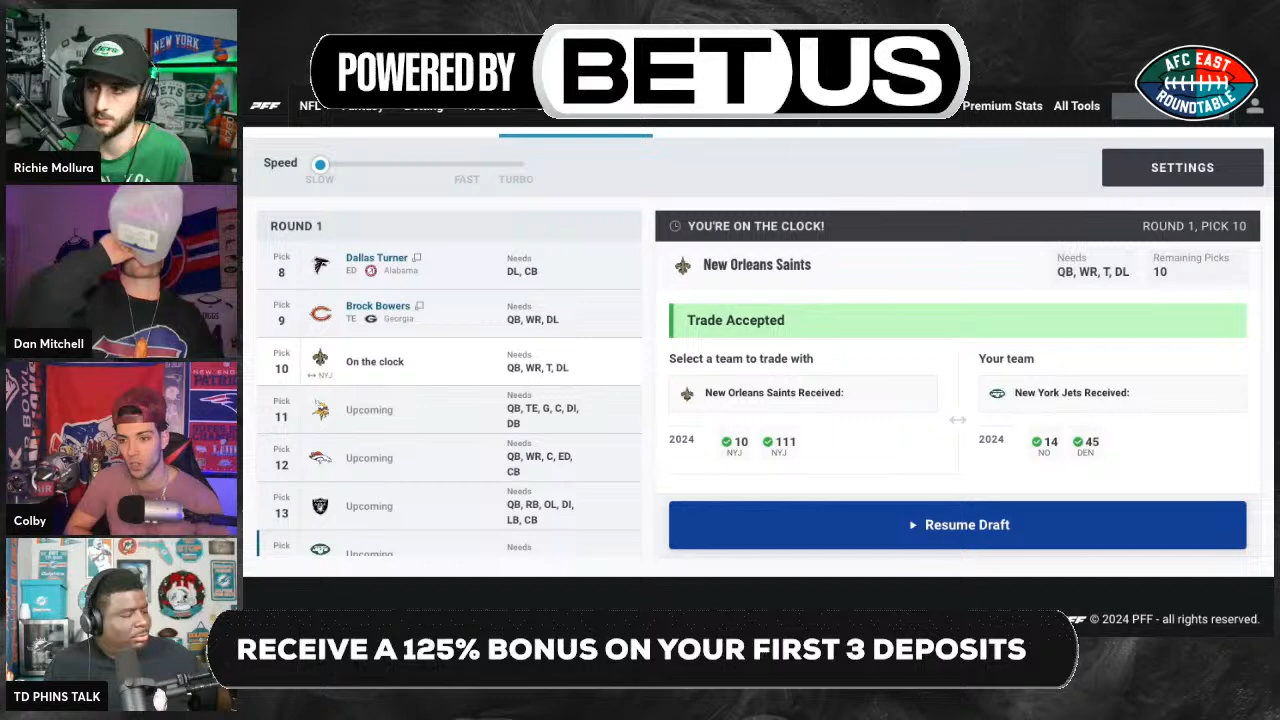 NEW YORK
JETS
Richie Mollura
Dan Mitchell
Colby
TD PHINS TALK
POWERED BY BETUS
AFC EAST
ROUNDTABLE
PFF
NFL
Premium Stats
All Tools
Speed
SLOW
FAST
TURBO
SETTINGS
ROUND 1
Pick 8
Dallas Turner
ED Alabama
Needs
DL, CB
Pick 9
Brock Bowers
TE Georgia
Needs
QB, WR, DL
Pick 10
↔ NYJ
On the clock
Needs
QB, WR, T, DL
Pick 11
Upcoming
Needs
QB, TE, G, C, DI,
DB
Pick 12
Upcoming
Needs
QB, WR, C, ED,
CB
Pick 13
Upcoming
Needs
QB, RB, OL, DI,
LB, CB
Pick
Upcoming
Needs
YOU'RE ON THE CLOCK!
ROUND 1, PICK 10
New Orleans Saints
Needs
QB, WR, T, DL
Remaining Picks
10
Trade Accepted
Select a team to trade with
Your team
New Orleans Saints Received:
New York Jets Received:
2024
10
NYJ
111
NYJ
2024
14
NO
45
DEN
Resume Draft
© 2024 PFF - all rights reserved.
RECEIVE A 125% BONUS ON YOUR FIRST 3 DEPOSITS